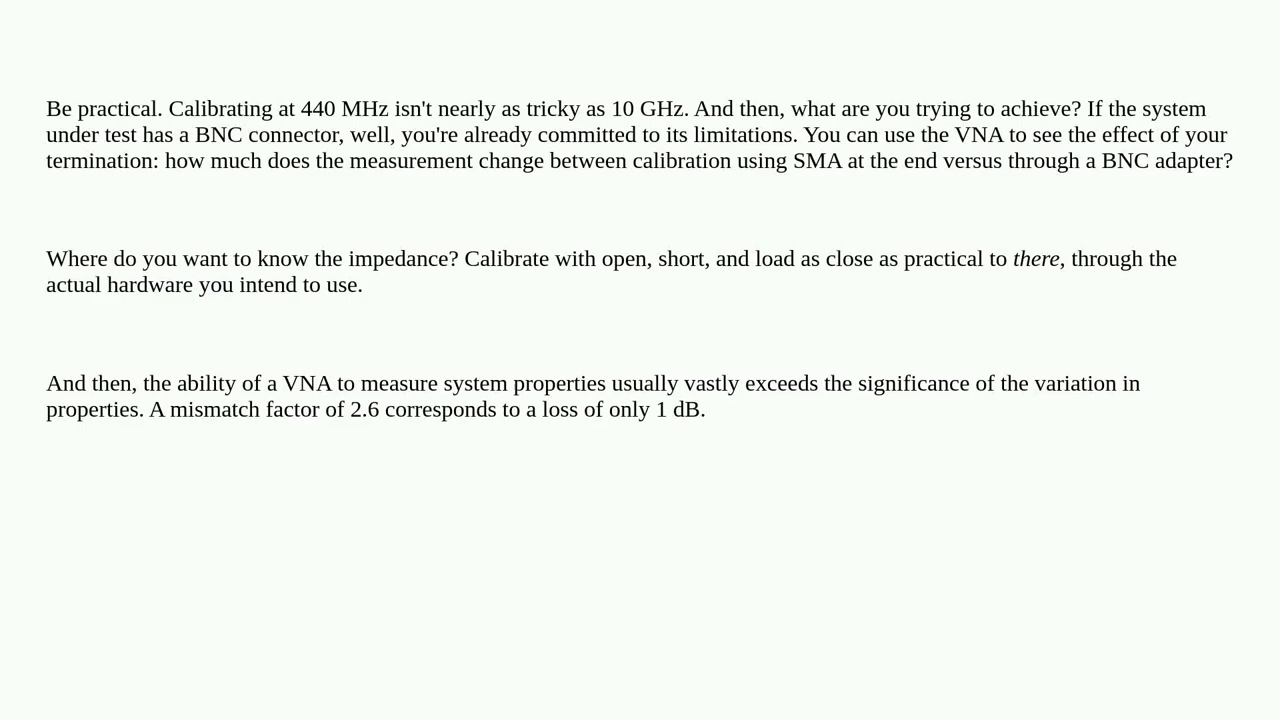 Be practical. Calibrating at 440 MHz isn't nearly as tricky as 10 GHz. And then, what are you trying to achieve? If the system
under test has a BNC connector, well, you're already committed to its limitations. You can use the VNA to see the effect of your
termination: how much does the measurement change between calibration using SMA at the end versus through a BNC adapter?
Where do you want to know the impedance? Calibrate with open, short, and load as close as practical to there, through the
actual hardware you intend to use.
And then, the ability of a VNA to measure system properties usually vastly exceeds the significance of the variation in
properties. A mismatch factor of 2.6 corresponds to a loss of only 1 dB.